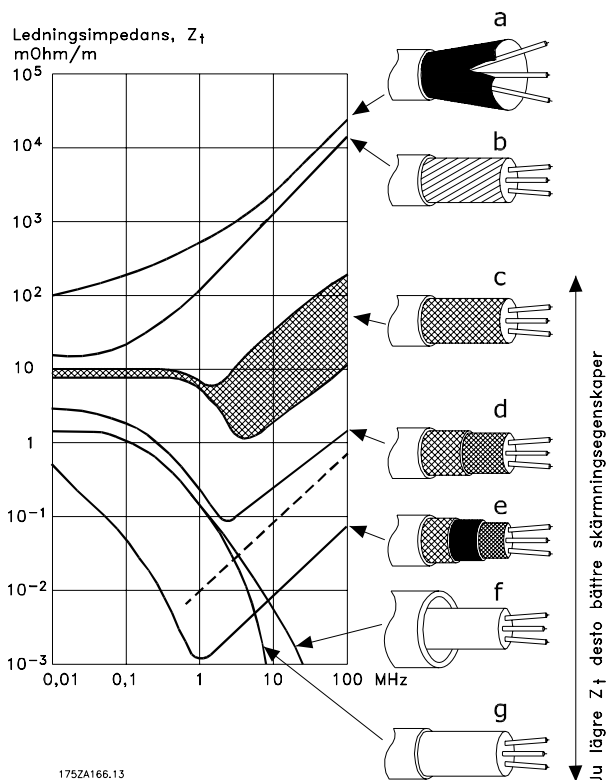 Ledningsimpedans, Zt
mOhm/m
10⁵
10⁴
10³
10²
10
1
10⁻¹
10⁻²
10⁻³
0,01 0,1 1 10 100 MHz
a
b
c
d
e
f
g
Ju lägre Zt desto bättre skärmningsegenskaper
175ZA166.13